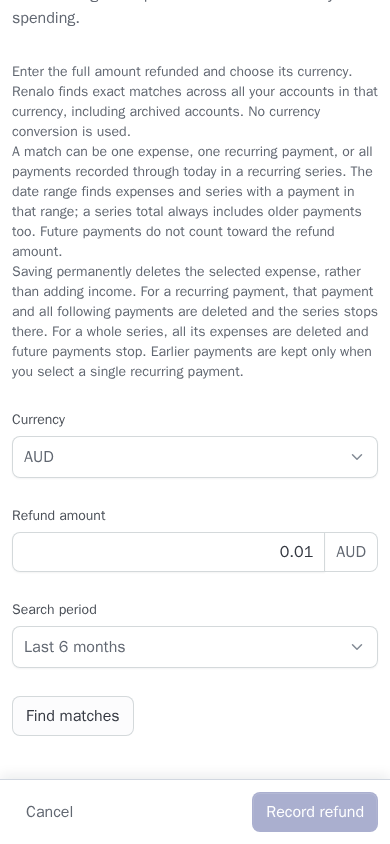 spending.
Enter the full amount refunded and choose its currency.
Renalo finds exact matches across all your accounts in that
currency, including archived accounts. No currency
conversion is used.
A match can be one expense, one recurring payment, or all
payments recorded through today in a recurring series. The
date range finds expenses and series with a payment in
that range; a series total always includes older payments
too. Future payments do not count toward the refund
amount.
Saving permanently deletes the selected expense, rather
than adding income. For a recurring payment, that payment
and all following payments are deleted and the series stops
there. For a whole series, all its expenses are deleted and
future payments stop. Earlier payments are kept only when
you select a single recurring payment.
Currency
AUD
Refund amount
0.01 AUD
Search period
Last 6 months
Find matches
Cancel Record refund